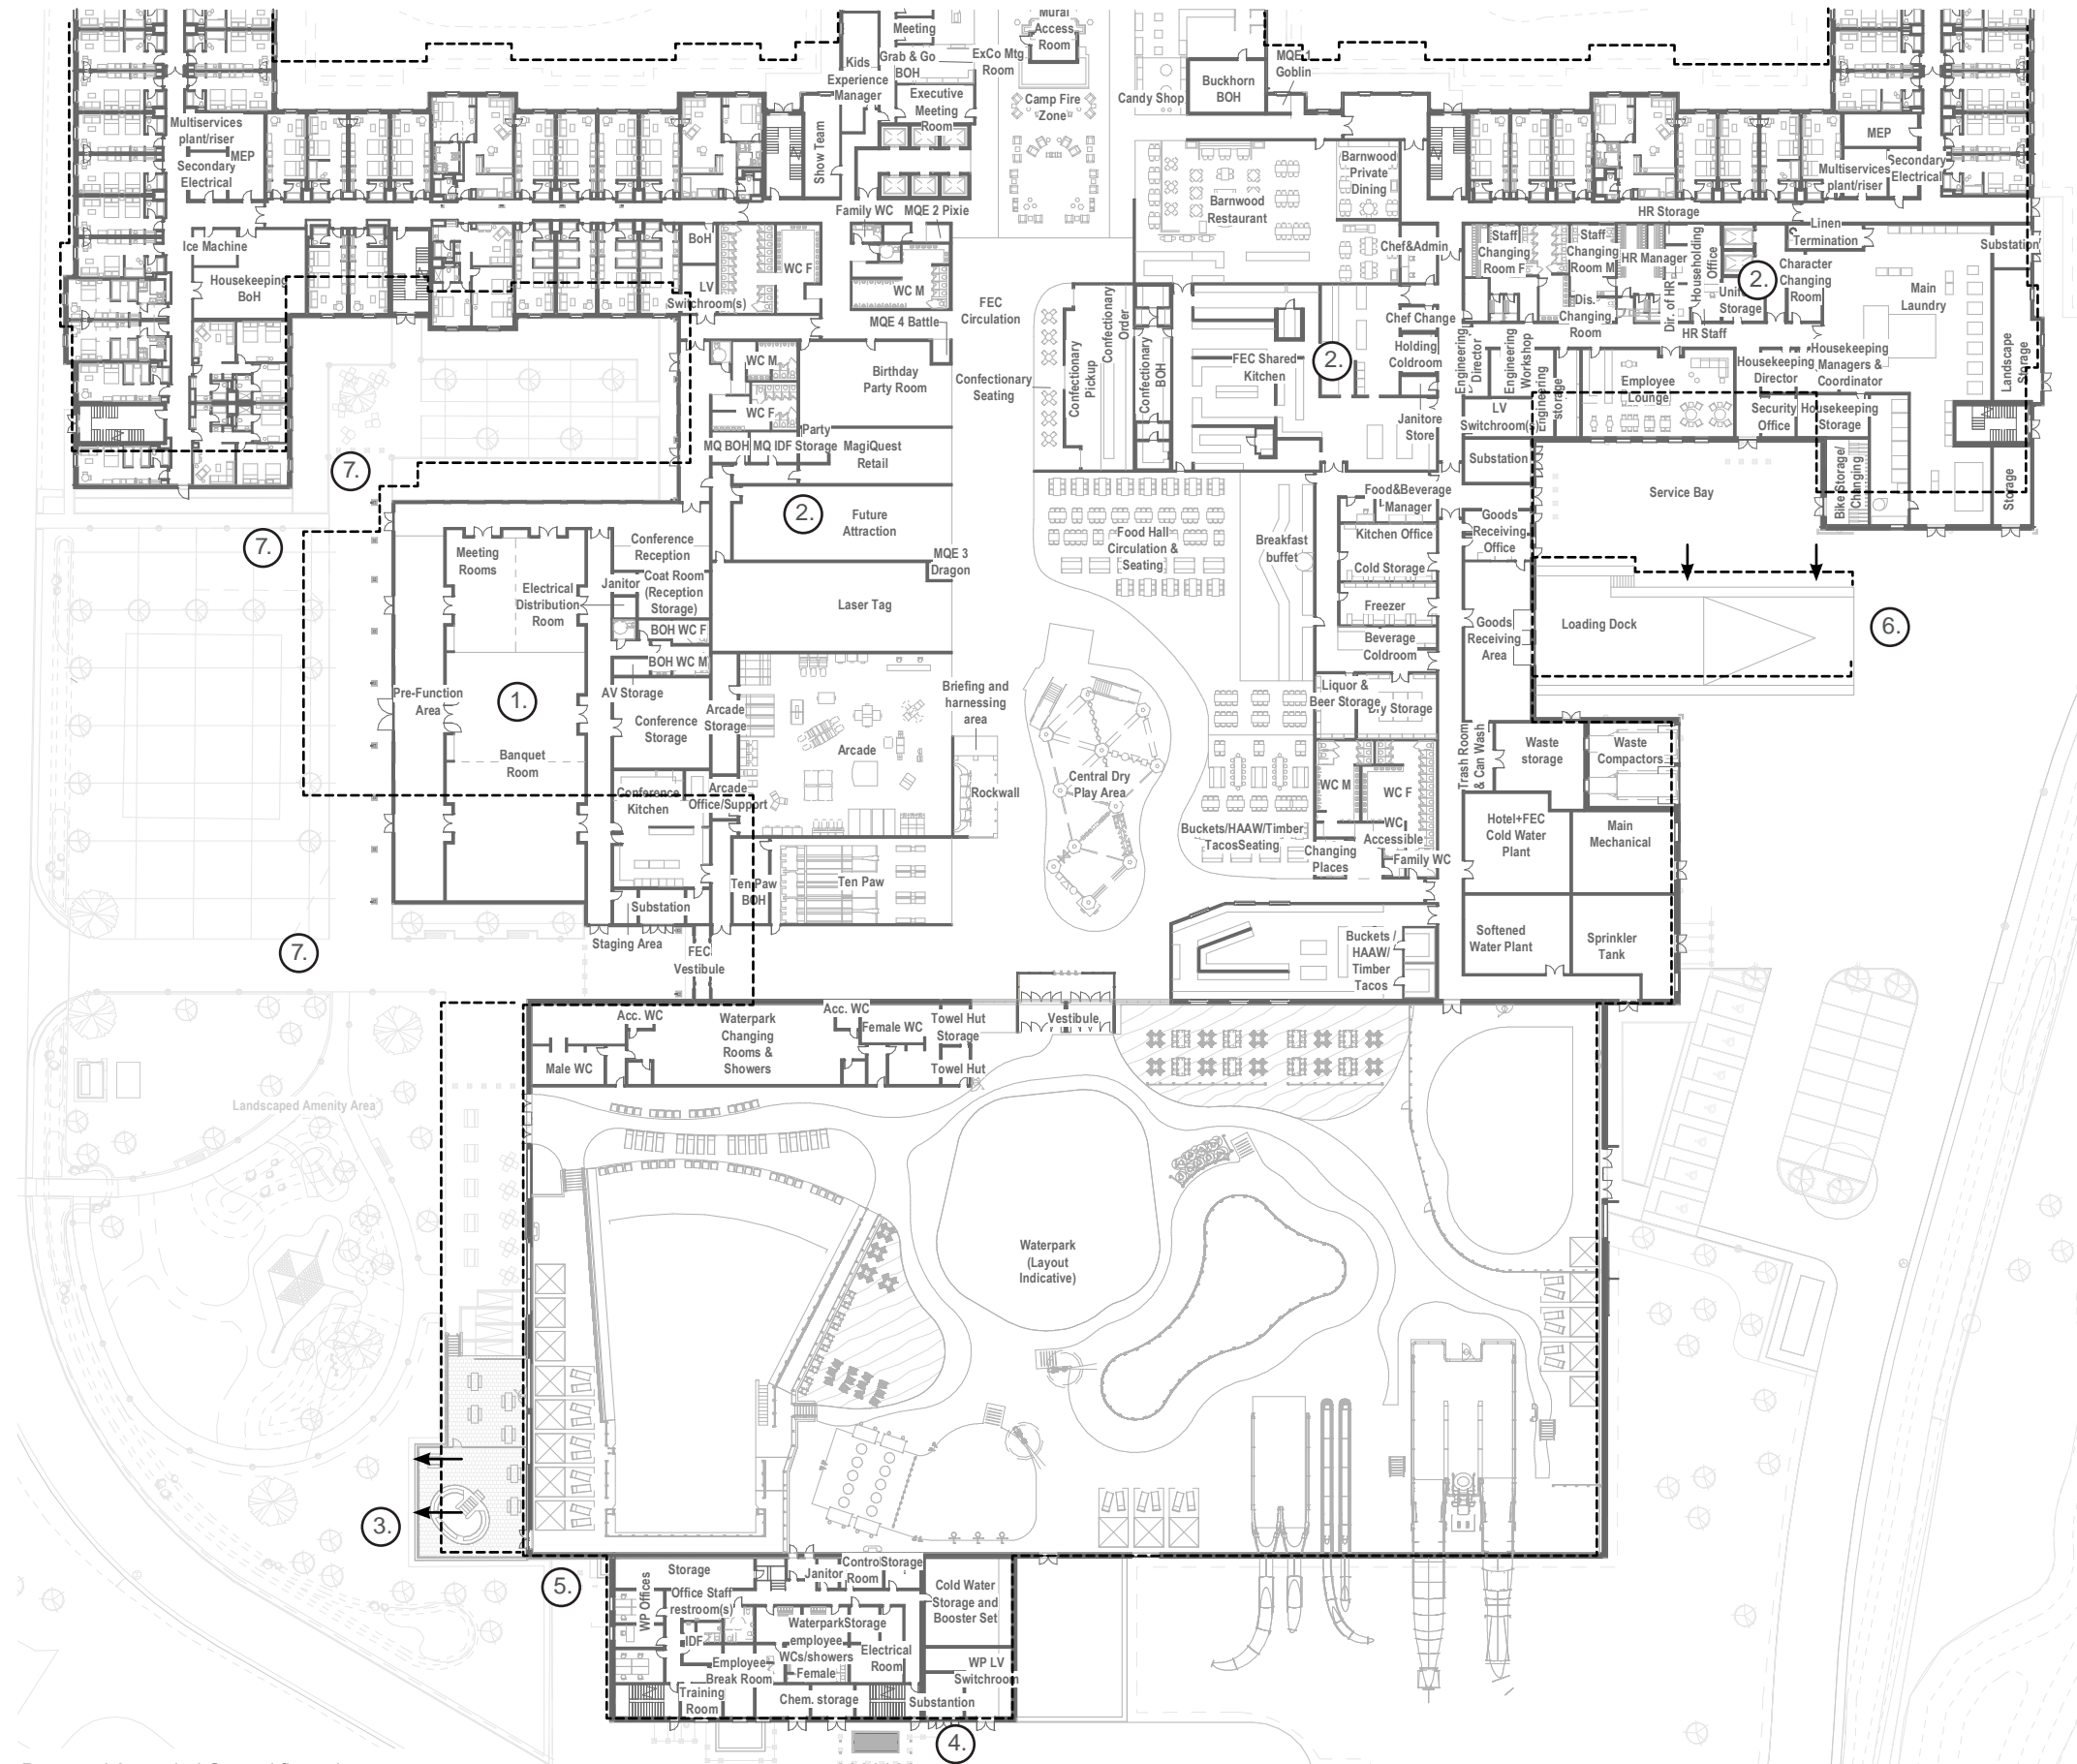 Meeting
Grab & Go
BOH
ExCo Mtg
Room
Mural
Access
Room
Kids
Experience
Manager
Executive
Meeting
Room
Show Team
Camp Fire
Zone
Candy Shop
Buckhorn
BOH
MQE 1
Goblin
Multiservices
plant/riser
MEP
Secondary
Electrical
Barnwood
Private
Dining
Barnwood
Restaurant
MEP
Multiservices
plant/riser
Secondary
Electrical
Family WC
MQE 2 Pixie
HR Storage
Linen
Termination
Ice Machine
Housekeeping
BoH
BoH
LV
Switchroom(s)
WC F
WC M
MQE 4 Battle
FEC
Circulation
Chef&Admin
Staff
Changing
Room F
Staff
Changing
Room M
HR Manager
Householding
Office
Dir. of HR
Dis.
Changing
Room
HR Staff
2.
Storage
Character
Changing
Room
Substation
Main
Laundry
Landscape
Storage
Confectionary
Seating
Confectionary
Pickup
Confectionary
Order
Confectionary
BOH
FEC Shared
Kitchen
2.
Chef Change
Holding
Coldroom
Janitore
Store
Engineering
Director
Engineering
Workshop
Engineering
storage
LV
Switchroom(s)
Employee
Lounge
Housekeeping
Director
Housekeeping
Managers &
Coordinator
Security
Office
Housekeeping
Storage
WC M
WC F
Birthday
Party Room
MQ BOH
MQ IDF
Party
Storage
MagiQuest
Retail
7.
7.
2.
Future
Attraction
MQE 3
Dragon
Laser Tag
Substation
Service Bay
Bike Storage/
Changing
Storage
Food&Beverage
Manager
Kitchen Office
Cold Storage
Freezer
Beverage
Coldroom
Goods
Receiving
Office
Goods
Receiving
Area
Loading Dock
6.
Food Hall
Circulation &
Seating
Breakfast
buffet
Meeting
Rooms
Conference
Reception
Janitor
Coat Room
(Reception
Storage)
Electrical
Distribution
Room
BOH WC F
BOH WC M
AV Storage
Conference
Storage
Pre-Function
Area
1.
Banquet
Room
Arcade
Storage
Arcade
Briefing and
harnessing
area
Rockwall
Arcade
Office/Support
Conference
Kitchen
Central Dry
Play Area
Liquor &
Beer Storage
Dry Storage
WC M
WC F
WC
Accessible
Changing
Places
Family WC
Buckets/HAAW/Timber
TacosSeating
Trash Room
& Can Wash
Waste
storage
Waste
Compactors
Hotel+FEC
Cold Water
Plant
Main
Mechanical
Softened
Water Plant
Sprinkler
Tank
Ten Paw
BOH
Ten Paw
Substation
Staging Area
FEC
Vestibule
7.
Buckets /
HAAW/
Timber
Tacos
Acc. WC
Male WC
Waterpark
Changing
Rooms &
Showers
Acc. WC
Female WC
Towel Hut
Storage
Towel Hut
Vestibule
Landscaped Amenity Area
Waterpark
(Layout
Indicative)
3.
5.
Storage
WP Offices
Office Staff
restroom(s)
IDF
Employee
Break Room
Training
Room
Janitor
Control
Room
Storage
Waterpark
employee
WCs/showers
Female
Storage
Electrical
Room
Chem. storage
Cold Water
Storage and
Booster Set
WP LV
Switchroom
Substantion
4.